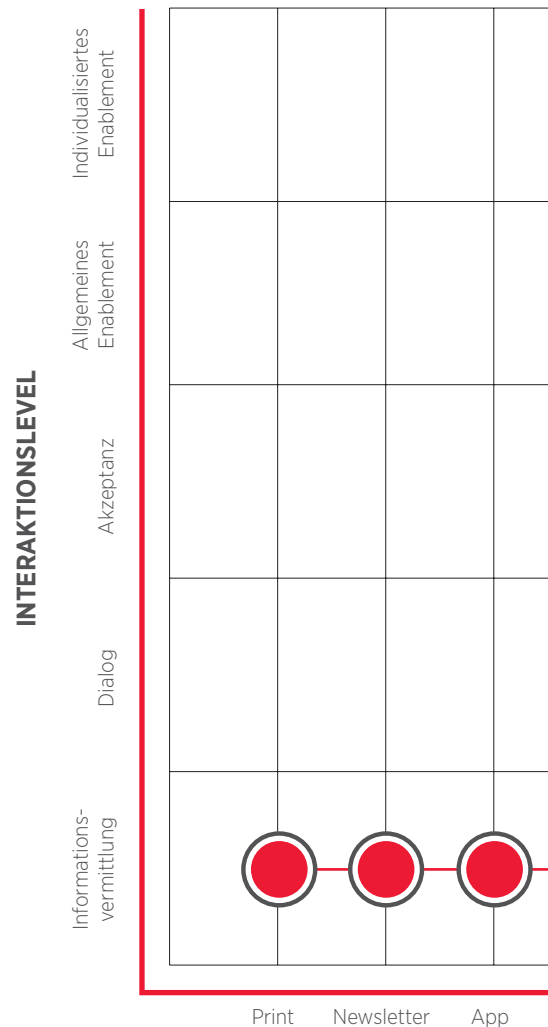 INTERAKTIONSLEVEL
Individualisiertes
Enablement
Allgemeines
Enablement
Akzeptanz
Dialog
Informations-
vermittlung
Print
Newsletter
App